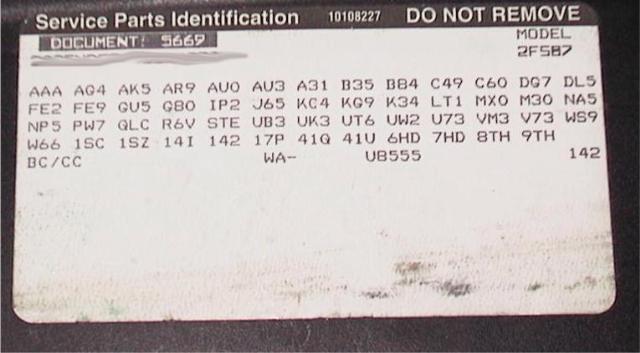 Service Parts Identification 10108227 DO NOT REMOVE
DOCUMENT: 5669 MODEL
2FS87
AAA AG4 AK5 AR9 AU0 AU3 A31 B35 B84 C49 C60 DG7 DL5
FE2 FE9 GU5 G80 IP2 J65 KC4 KG9 K34 LT1 MX0 M30 NA5
NP5 PW7 QLC R6V STE UB3 UK3 UT6 UW2 U73 VM3 V73 WS9
W66 1SC 1SZ 14I 142 17P 41Q 41U 6HD 7HD 8TH 9TH
BC/CC WA- U8555 142